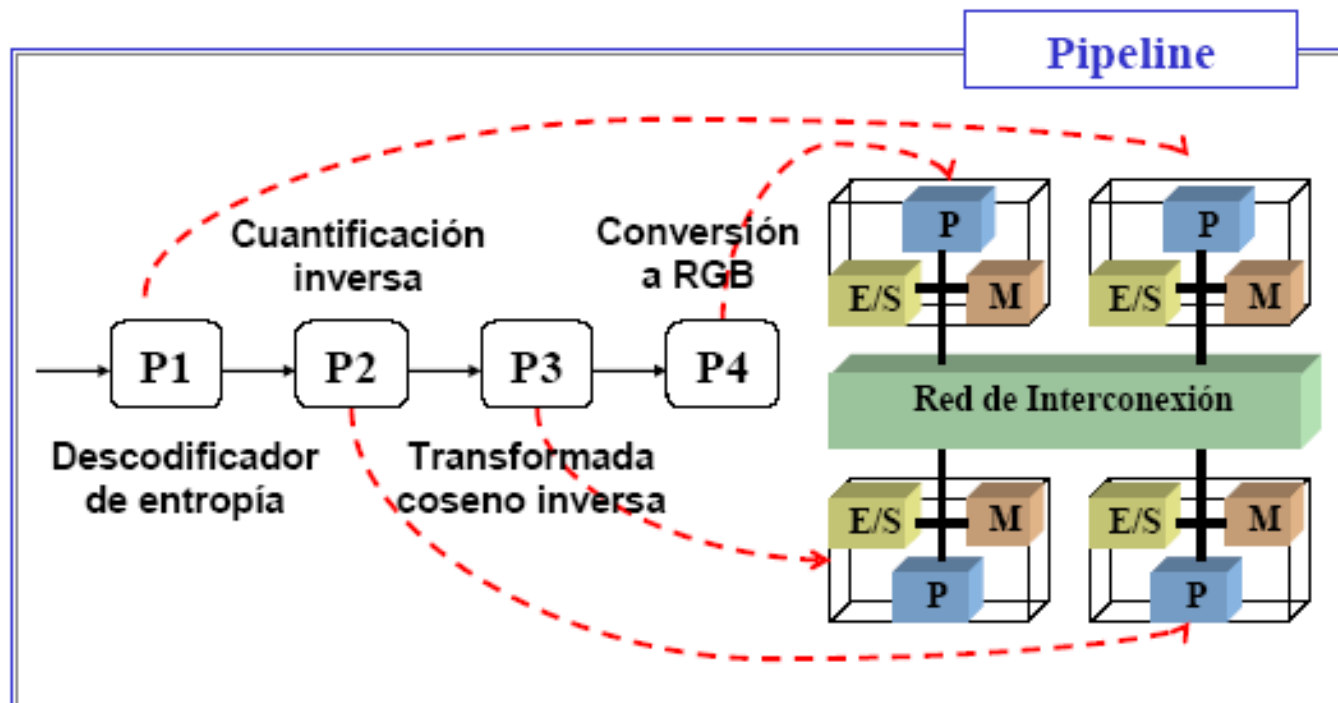 Pipeline
Cuantificación
inversa
Conversión
a RGB
P1
P2
P3
P4
Descodificador
de entropía
Transformada
coseno inversa
P
E/S
M
P
E/S
M
Red de Interconexión
E/S
M
P
E/S
M
P